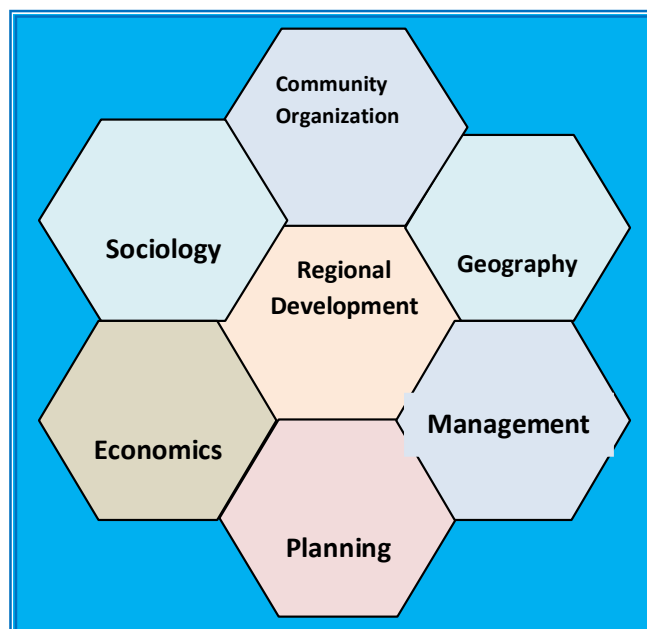 Community
Organization
Sociology
Geography
Regional
Development
Management
Economics
Planning